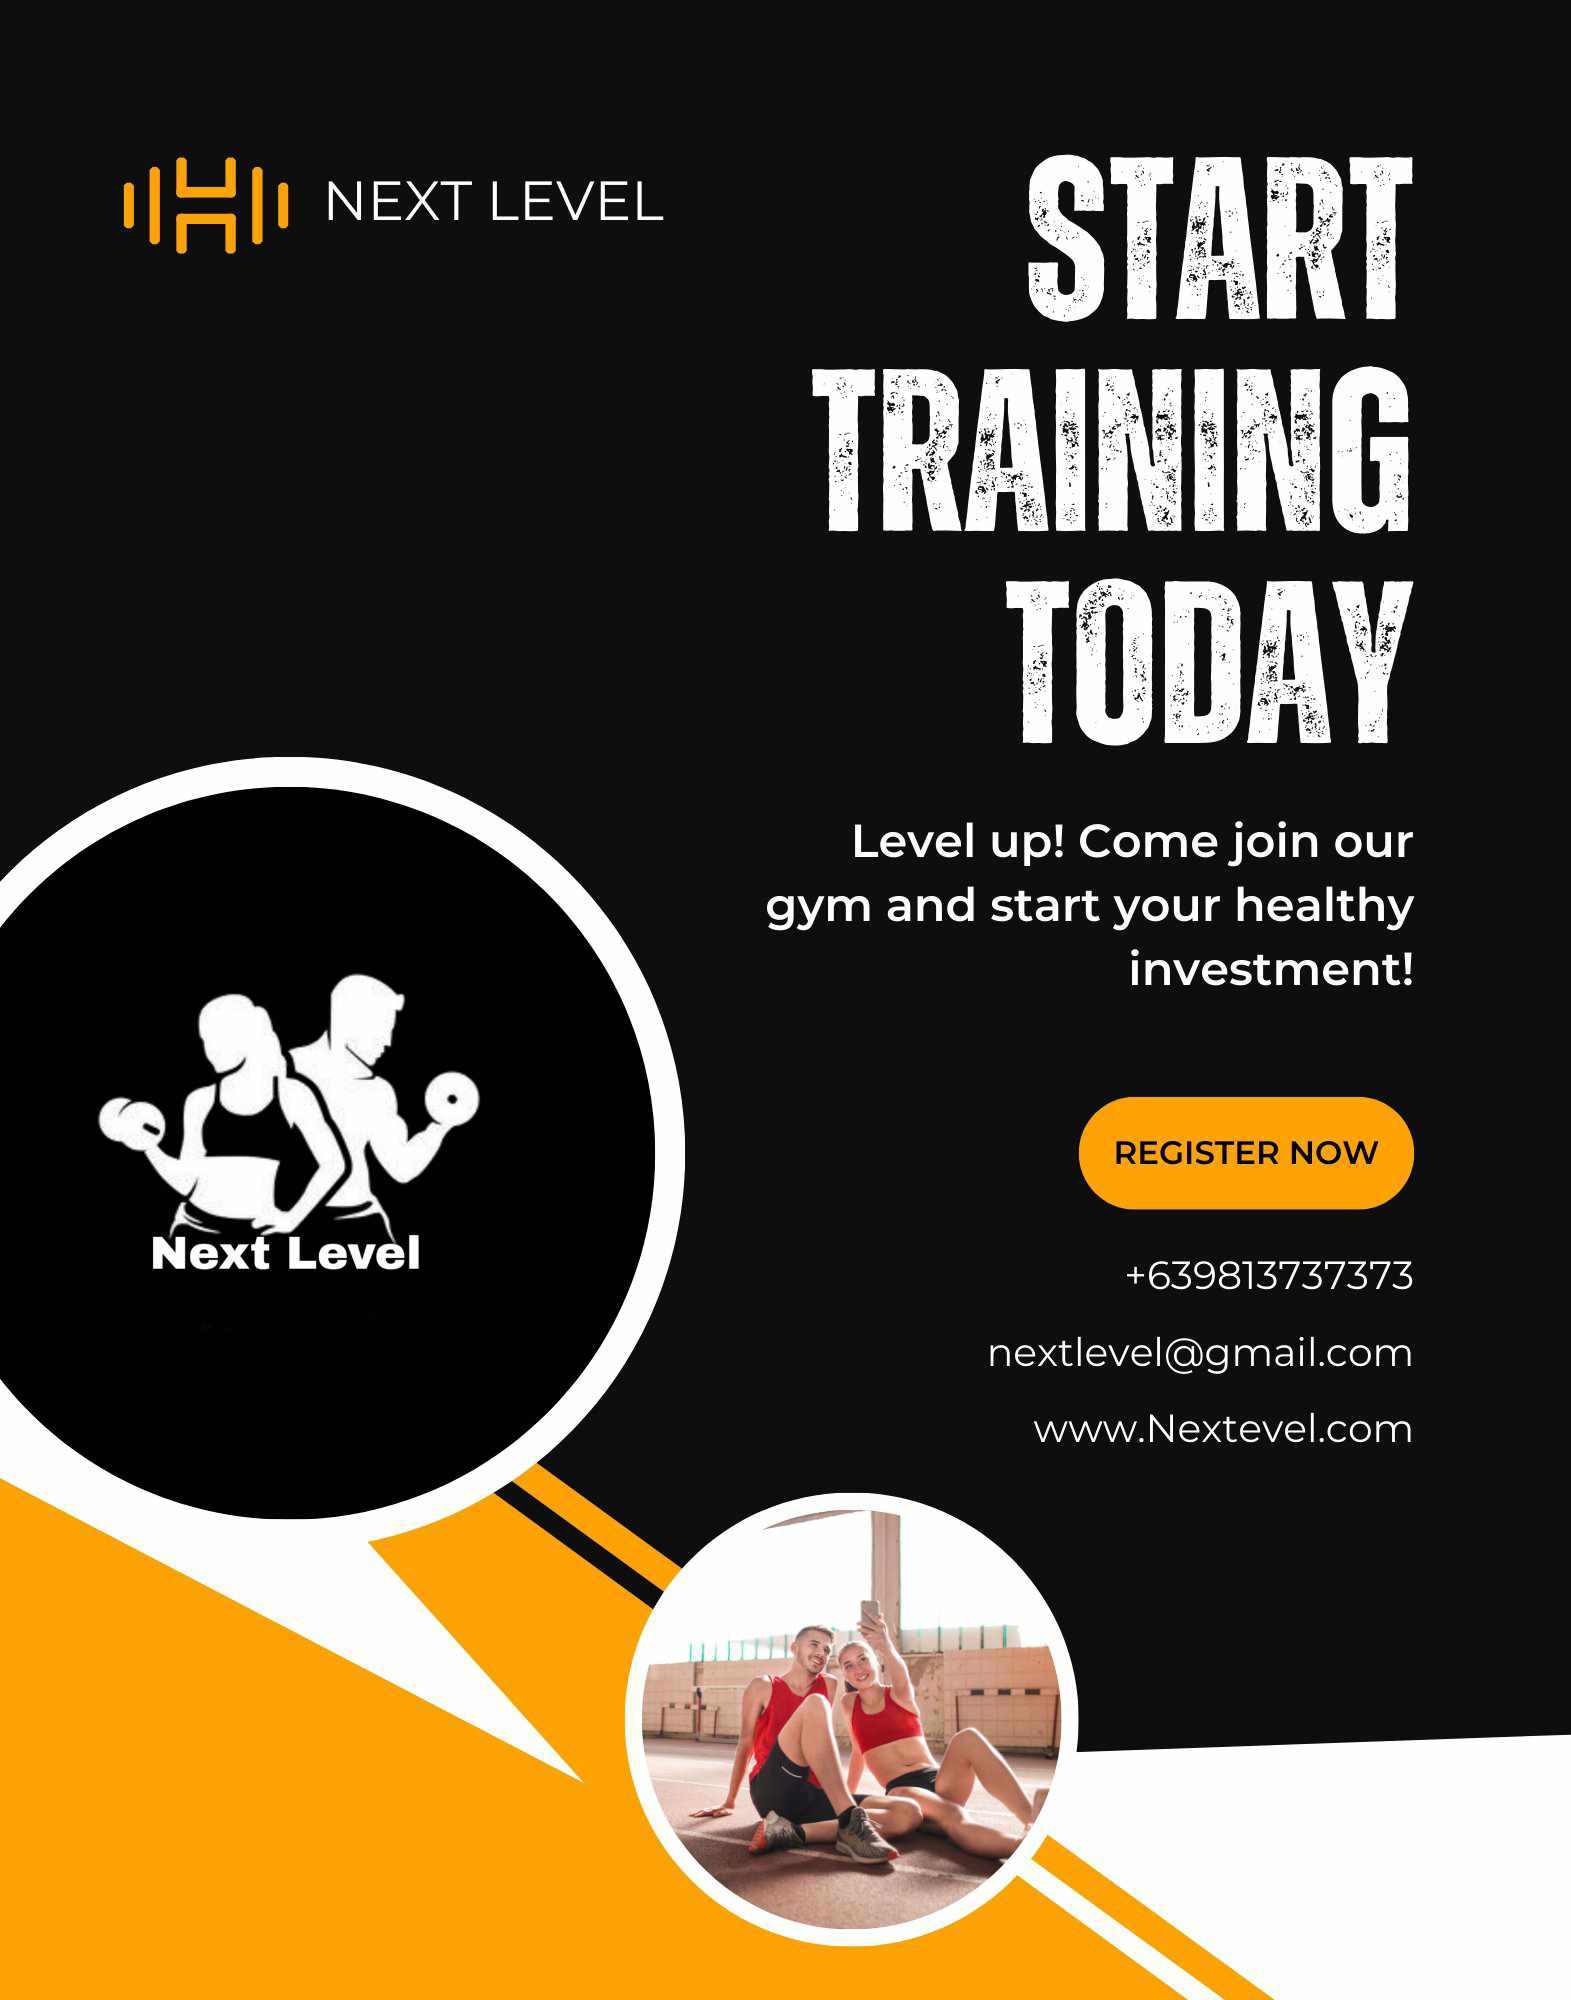 NEXT LEVEL
START
TRAINING
TODAY
Level up! Come join our
gym and start your healthy
investment!
Next Level
REGISTER NOW
+639813737373
nextlevel@gmail.com
www.Nextevel.com